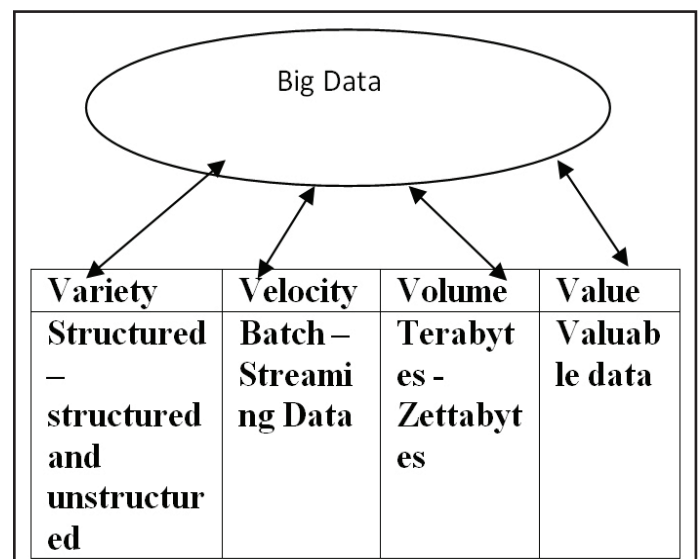 Big Data
Variety
Velocity
Volume
Value
Structured
–
structured
and
unstructur
ed
Batch –
Streami
ng Data
Terabyt
es -
Zettabyt
es
Valuab
le data